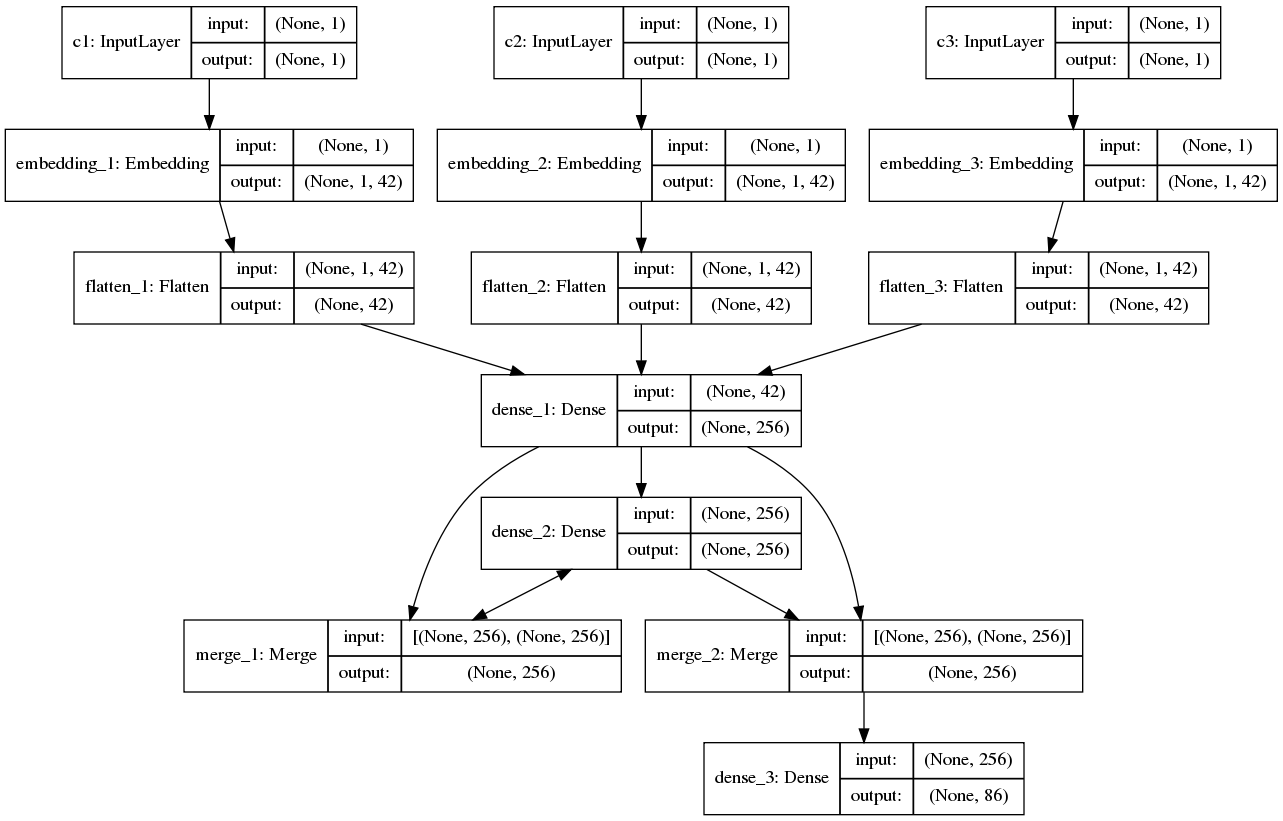 c1: InputLayer input: (None, 1)
output: (None, 1)
c2: InputLayer input: (None, 1)
output: (None, 1)
c3: InputLayer input: (None, 1)
output: (None, 1)
embedding_1: Embedding input: (None, 1)
output: (None, 1, 42)
embedding_2: Embedding input: (None, 1)
output: (None, 1, 42)
embedding_3: Embedding input: (None, 1)
output: (None, 1, 42)
flatten_1: Flatten input: (None, 1, 42)
output: (None, 42)
flatten_2: Flatten input: (None, 1, 42)
output: (None, 42)
flatten_3: Flatten input: (None, 1, 42)
output: (None, 42)
dense_1: Dense input: (None, 42)
output: (None, 256)
dense_2: Dense input: (None, 256)
output: (None, 256)
merge_1: Merge input: [(None, 256), (None, 256)]
output: (None, 256)
merge_2: Merge input: [(None, 256), (None, 256)]
output: (None, 256)
dense_3: Dense input: (None, 256)
output: (None, 86)